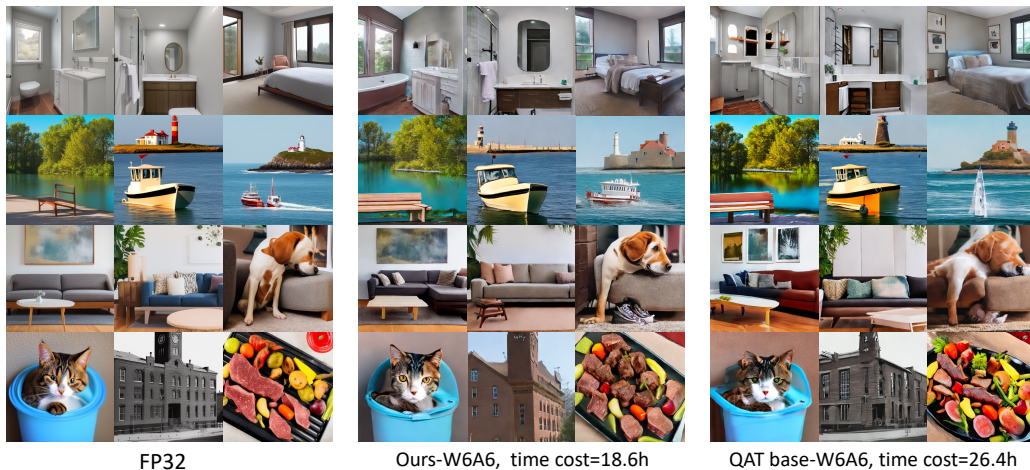 FP32
Ours-W6A6, time cost=18.6h
QAT base-W6A6, time cost=26.4h